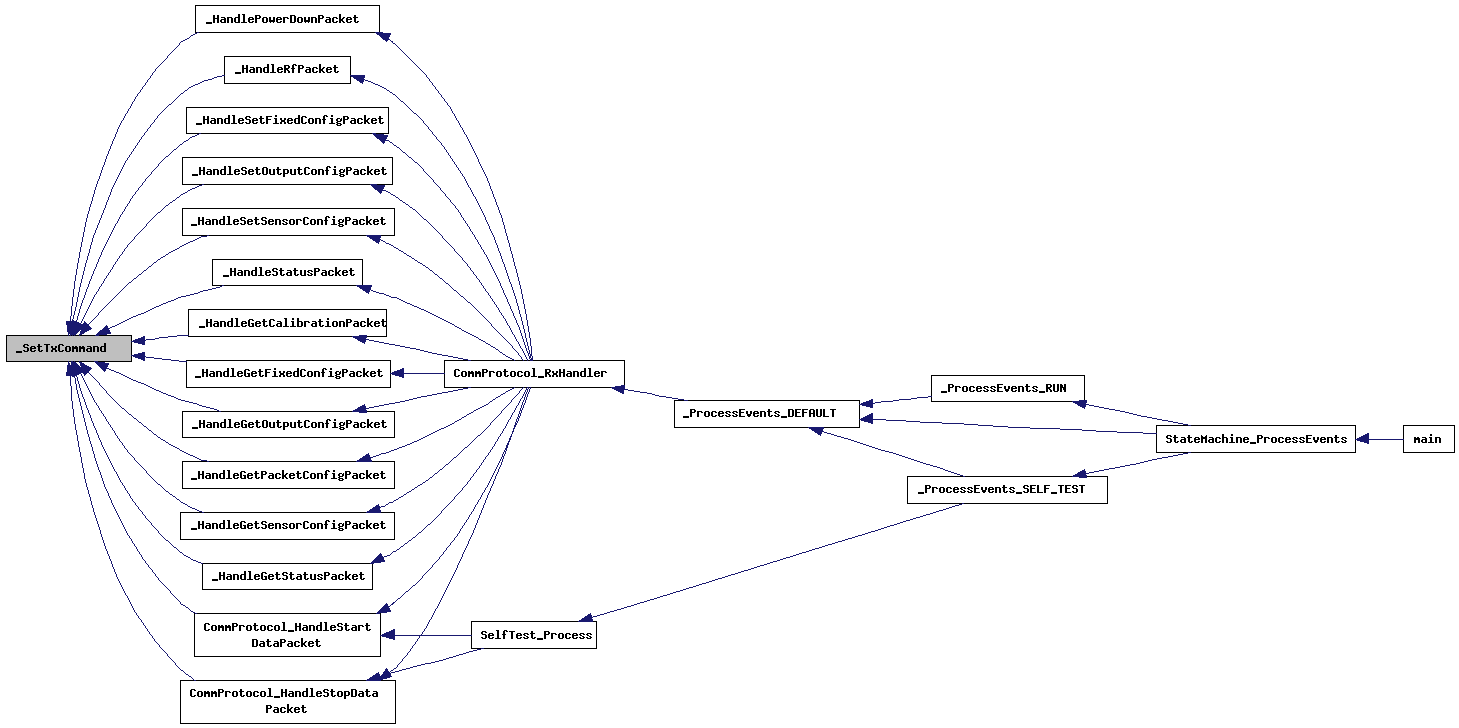 _HandlePowerDownPacket
_HandleRfPacket
_HandleSetFixedConfigPacket
_HandleSetOutputConfigPacket
_HandleSetSensorConfigPacket
_HandleStatusPacket
_HandleGetCalibrationPacket
_SetTxCommand
_HandleGetFixedConfigPacket
CommProtocol_RxHandler
_ProcessEvents_RUN
_ProcessEvents_DEFAULT
_HandleGetOutputConfigPacket
StateMachine_ProcessEvents
main
_HandleGetPacketConfigPacket
_ProcessEvents_SELF_TEST
_HandleGetSensorConfigPacket
_HandleGetStatusPacket
CommProtocol_HandleStart
DataPacket
SelfTest_Process
CommProtocol_HandleStopData
Packet